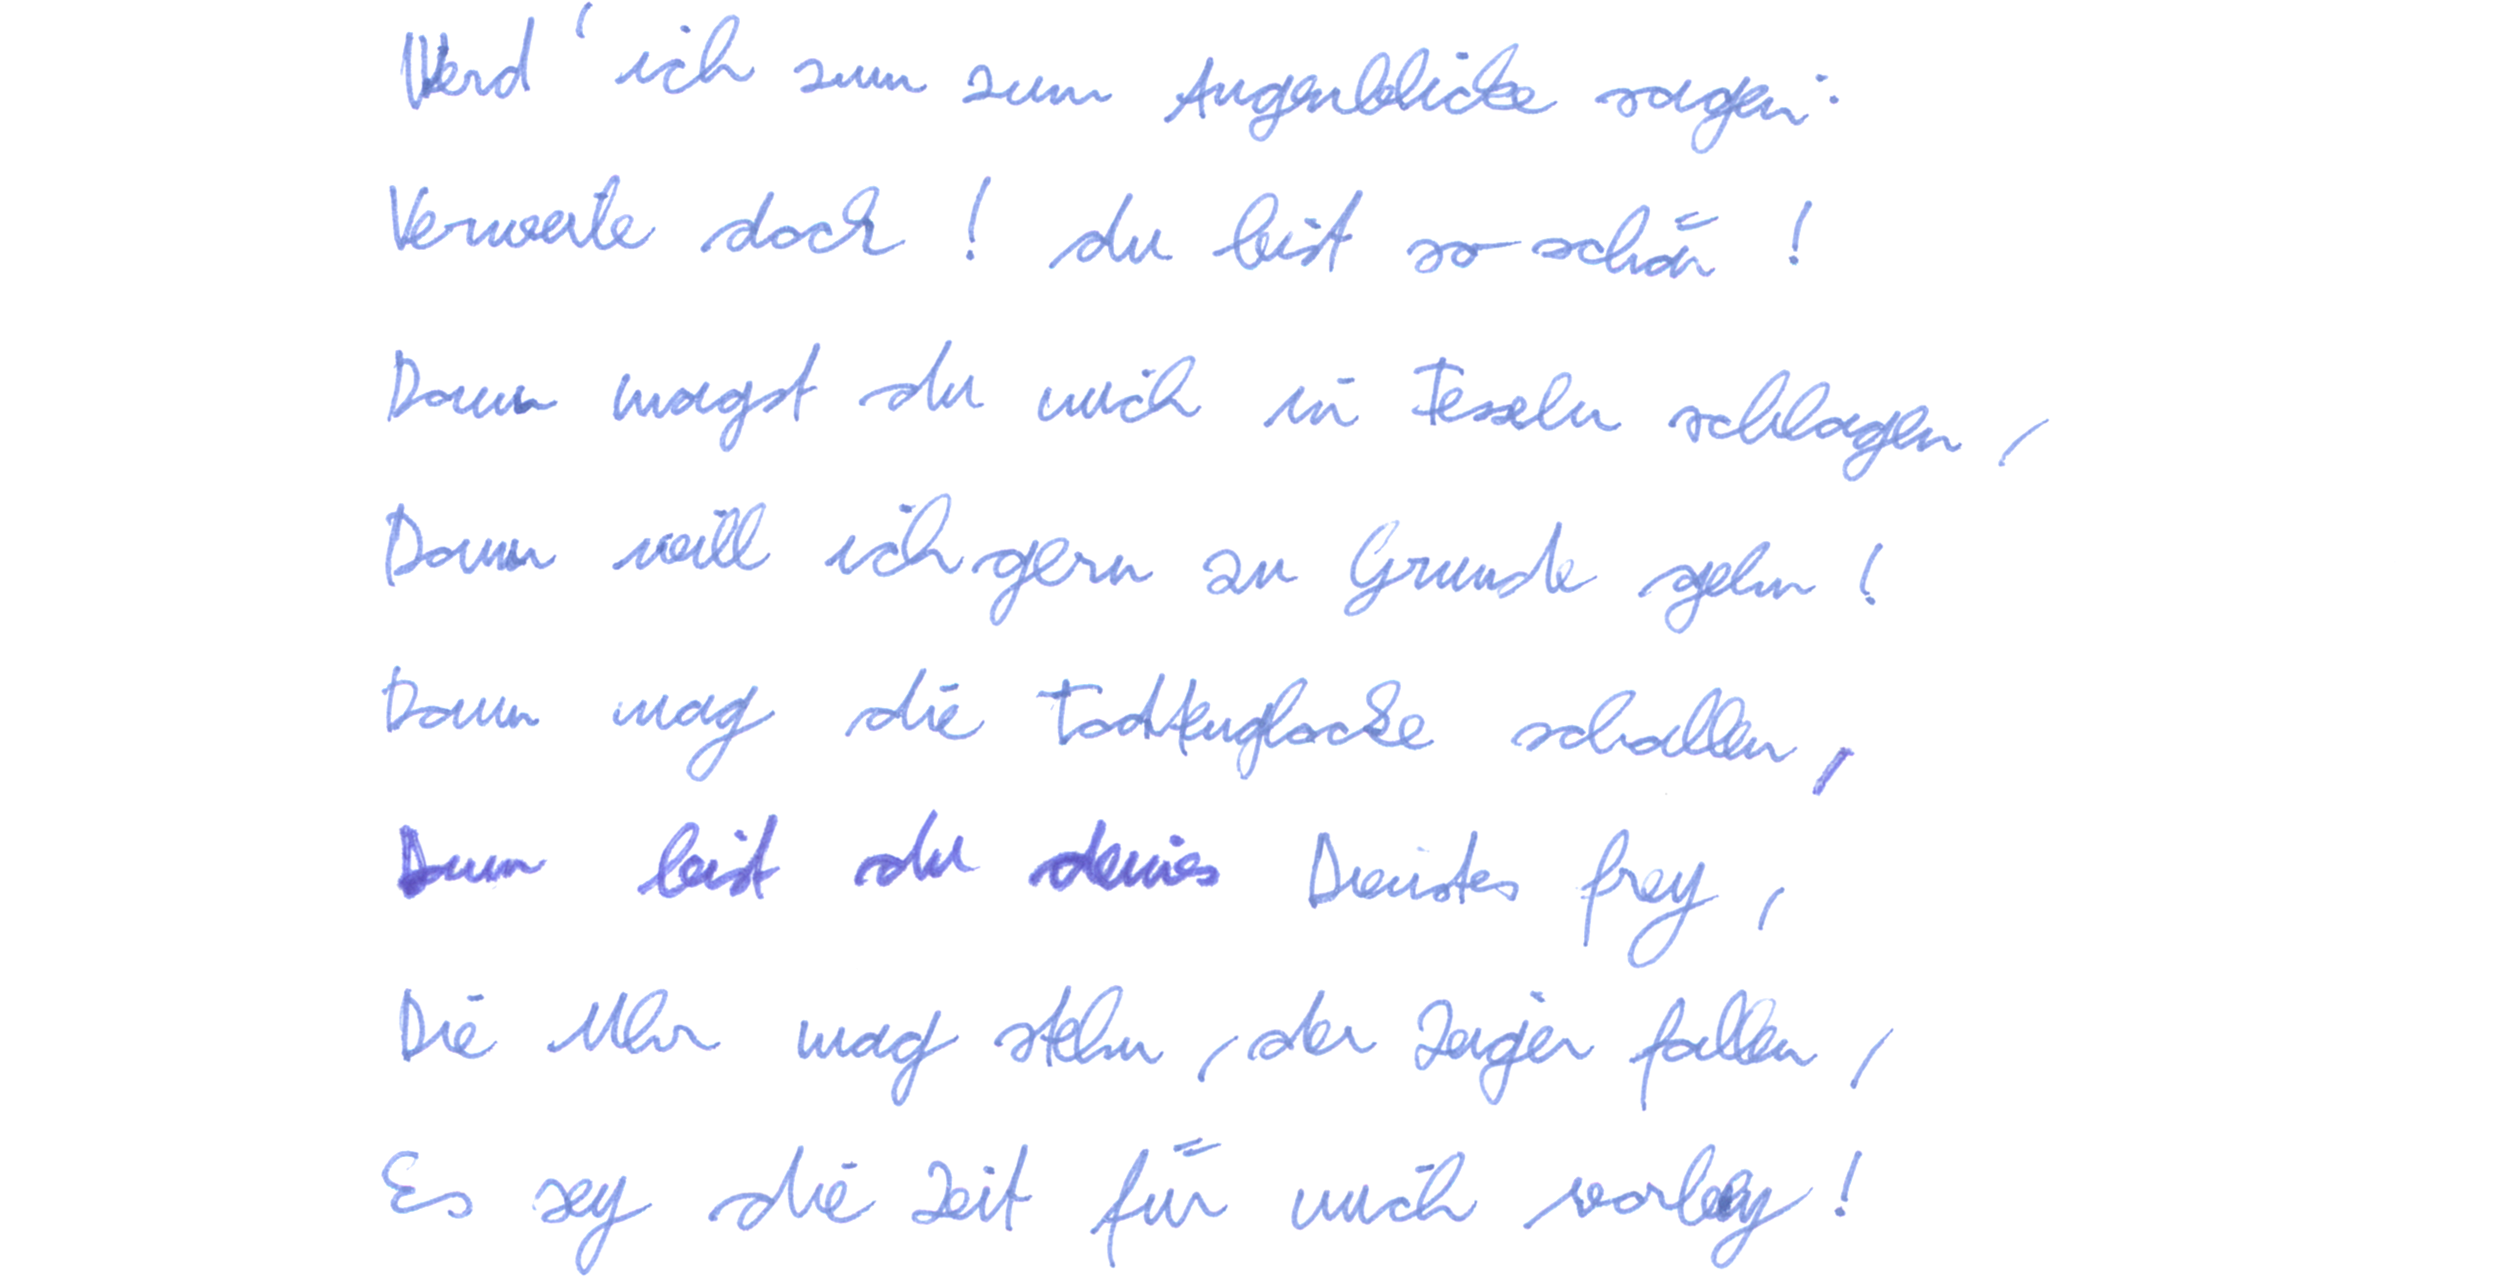 Werd' ich zum zum Augenblicke sagen:
Verweile doch! du bist so schön!
Dann magst du mich in Fesseln schlagen,
Dann will ich gern zu Grunde gehn!
Dann mag die Todtenglocke schallen,
Dann bist du deines Dienstes frey,
Die Uhr mag stehn, der Zeiger fallen,
Es sey die Zeit für mich vorbey!